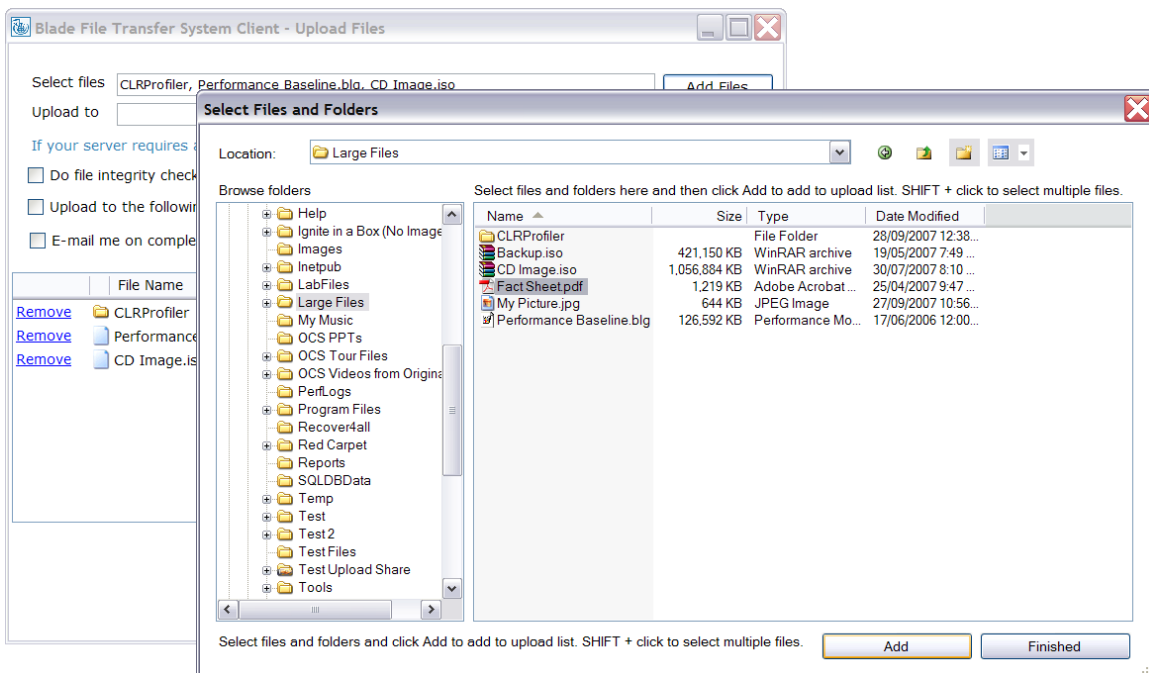 Blade File Transfer System Client - Upload Files
Select files CLRProfiler, Performance Baseline.blg, CD Image.iso Add Files
Upload to
If your server requires
Do file integrity check
Upload to the followin
E-mail me on comple
File Name
Remove CLRProfiler
Remove Performance
Remove CD Image.is
Select Files and Folders
Location: Large Files
Browse folders
Help
Ignite in a Box (No Image
Images
Inetpub
LabFiles
Large Files
My Music
OCS PPTs
OCS Tour Files
OCS Videos from Origina
PerfLogs
Program Files
Recover4all
Red Carpet
Reports
SQLDBData
Temp
Test
Test 2
Test Files
Test Upload Share
Tools
Select files and folders here and then click Add to add to upload list. SHIFT + click to select multiple files.
Name Size Type Date Modified
CLRProfiler File Folder 28/09/2007 12:38...
Backup.iso 421,150 KB WinRAR archive 19/05/2007 7:49 ...
CD Image.iso 1,056,884 KB WinRAR archive 30/07/2007 8:10 ...
Fact Sheet.pdf 1,219 KB Adobe Acrobat ... 25/04/2007 9:47 ...
My Picture.jpg 644 KB JPEG Image 27/09/2007 10:56...
Performance Baseline.blg 126,592 KB Performance Mo... 17/06/2006 12:00...
Select files and folders and click Add to add to upload list. SHIFT + click to select multiple files.
Add Finished